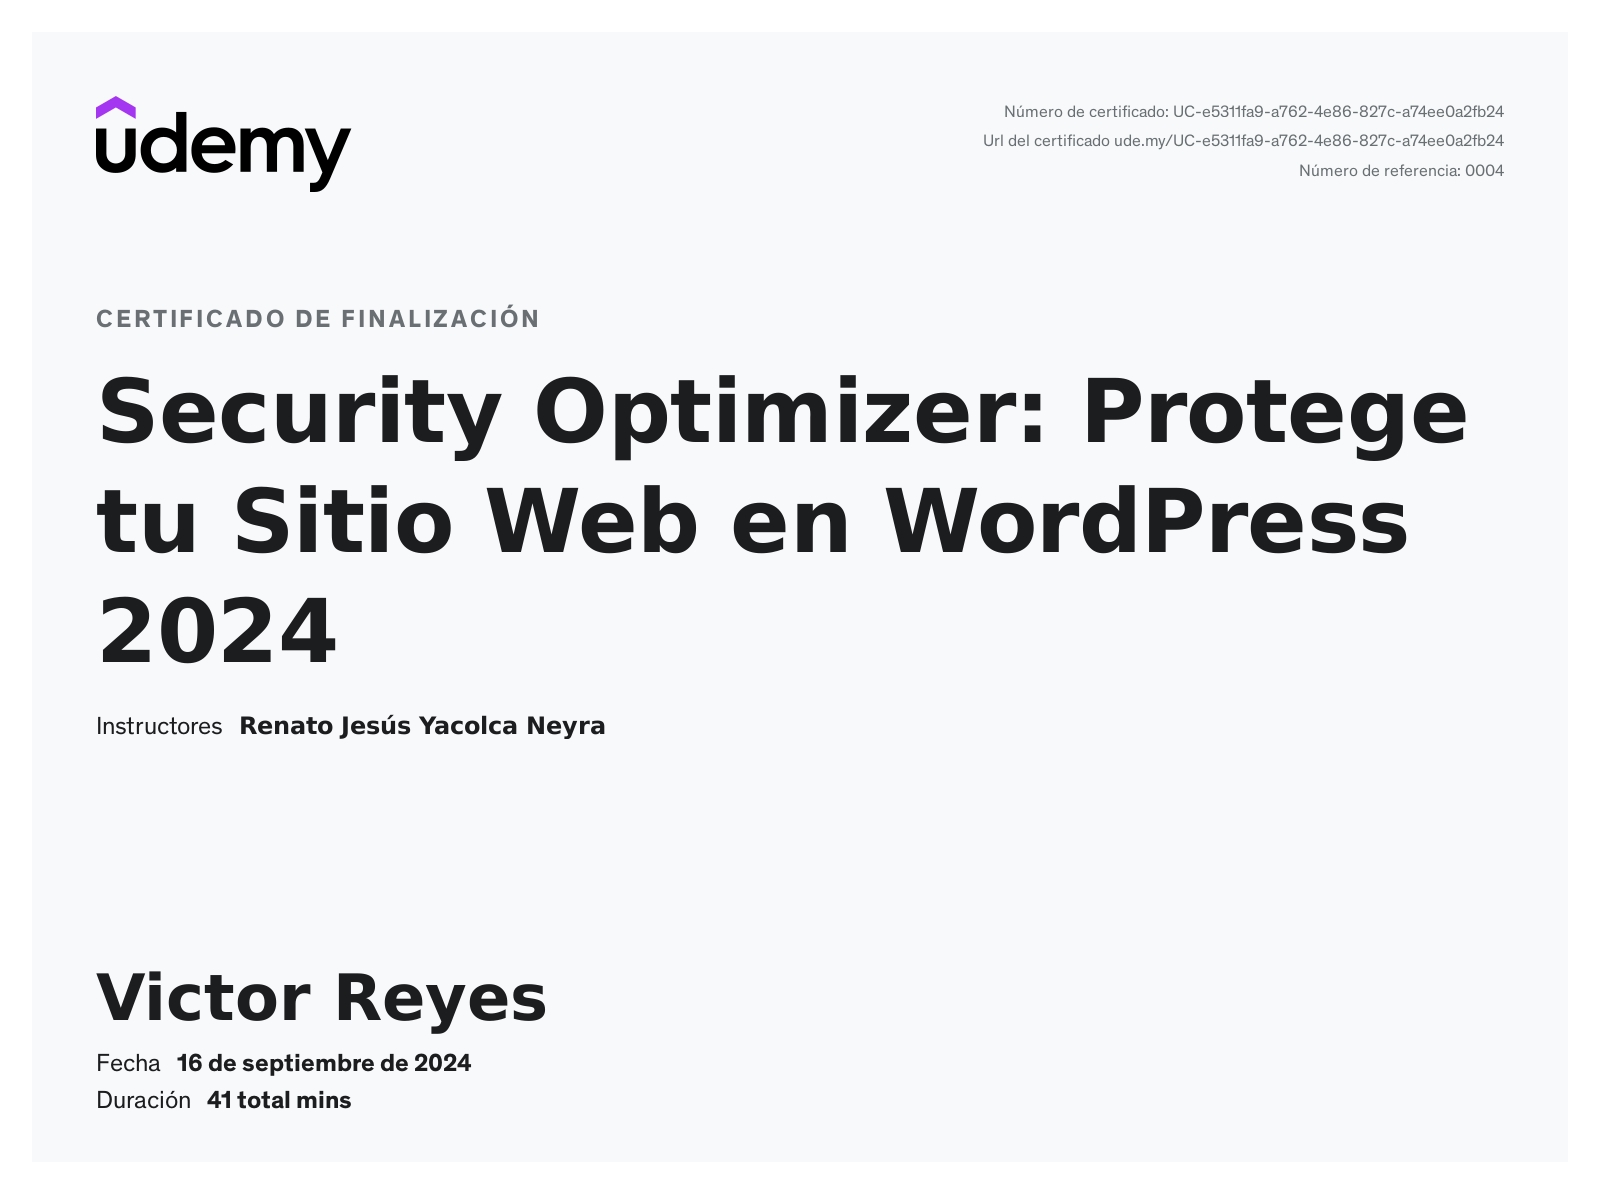 udemy
Número de certificado: UC-e5311fa9-a762-4e86-827c-a74ee0a2fb24
Url del certificado ude.my/UC-e5311fa9-a762-4e86-827c-a74ee0a2fb24
Número de referencia: 0004
CERTIFICADO DE FINALIZACIÓN
Security Optimizer: Protege
tu Sitio Web en WordPress
2024
Instructores Renato Jesús Yacolca Neyra
Victor Reyes
Fecha 16 de septiembre de 2024
Duración 41 total mins